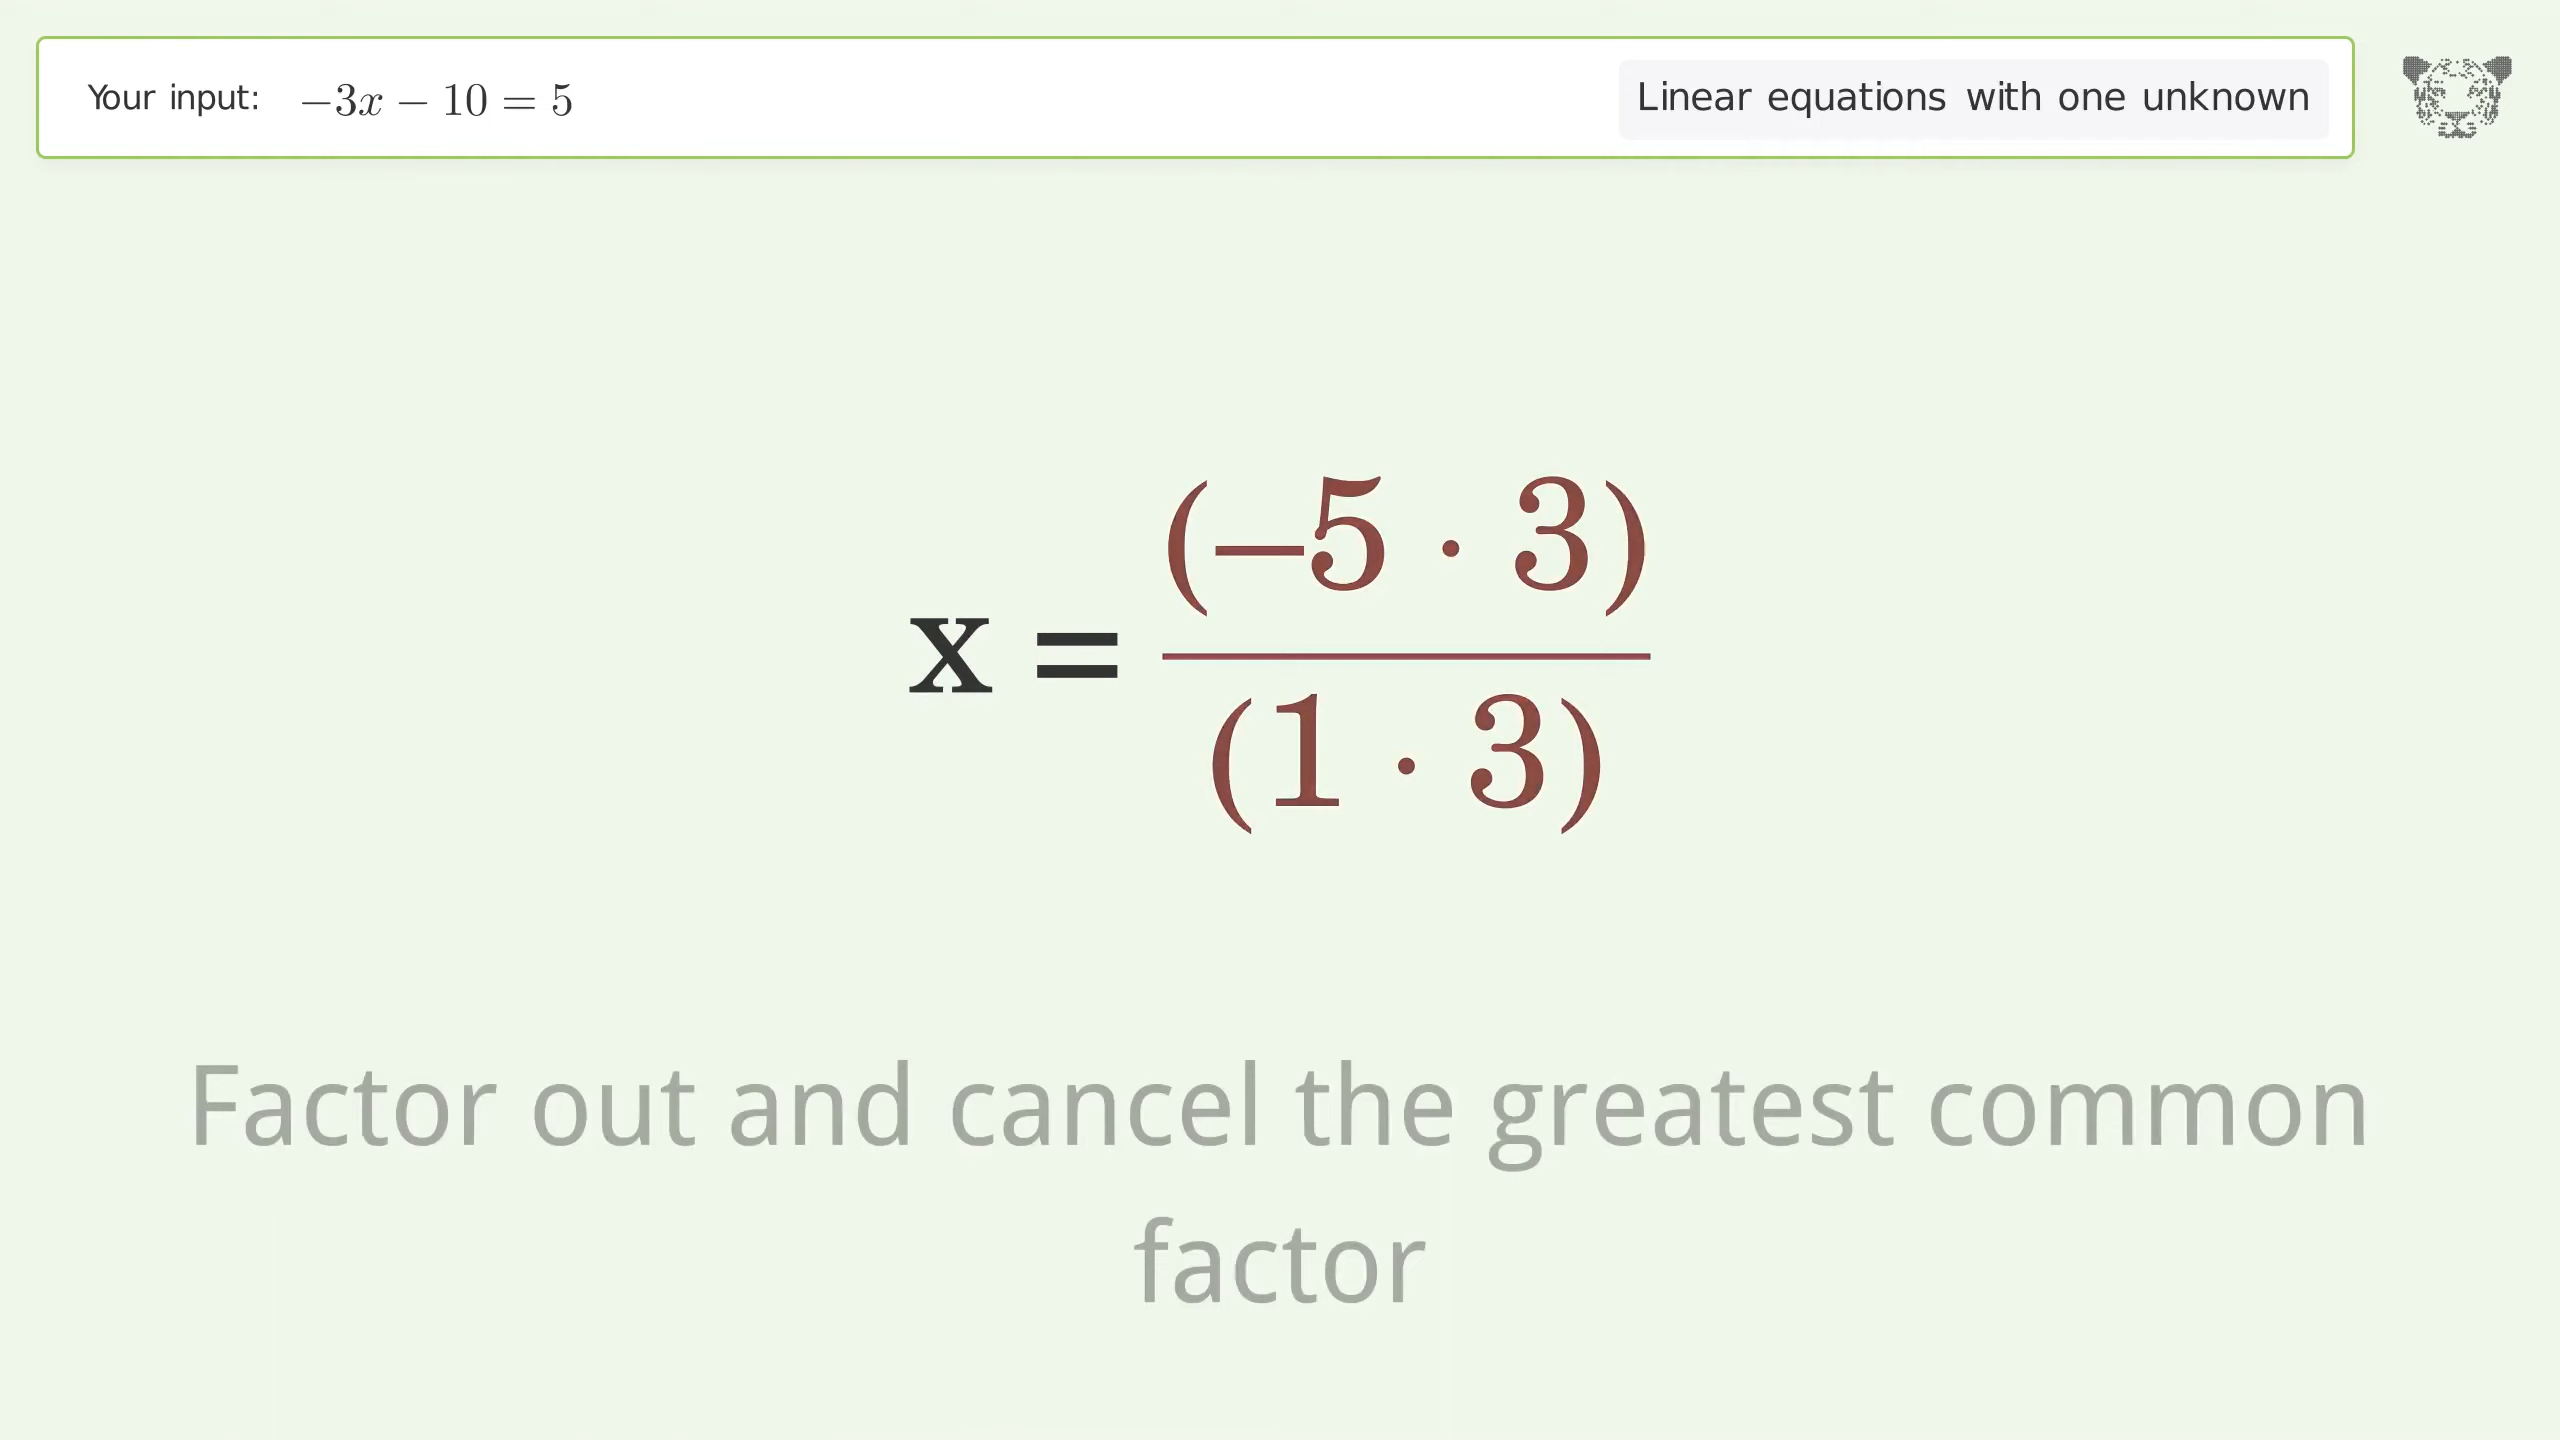 Your input: −3x − 10 = 5
Linear equations with one unknown
x = (−5 · 3) / (1 · 3)
Factor out and cancel the greatest common
factor